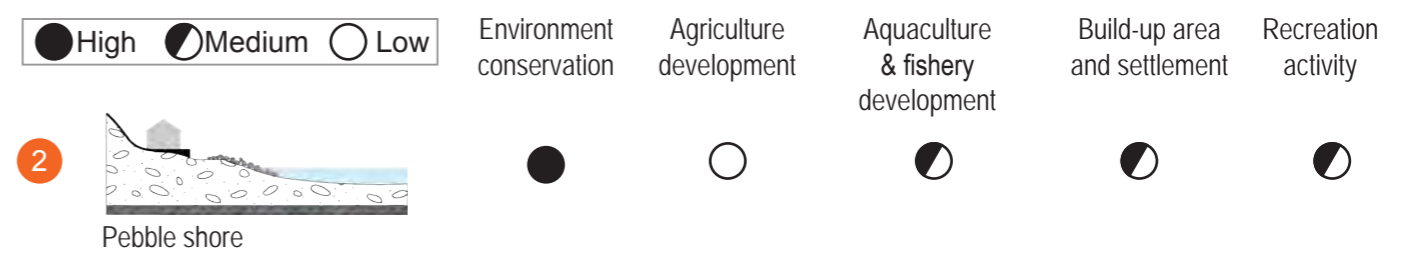 High Medium Low
Environment
conservation
Agriculture
development
Aquaculture
& fishery
development
Build-up area
and settlement
Recreation
activity
2
Pebble shore